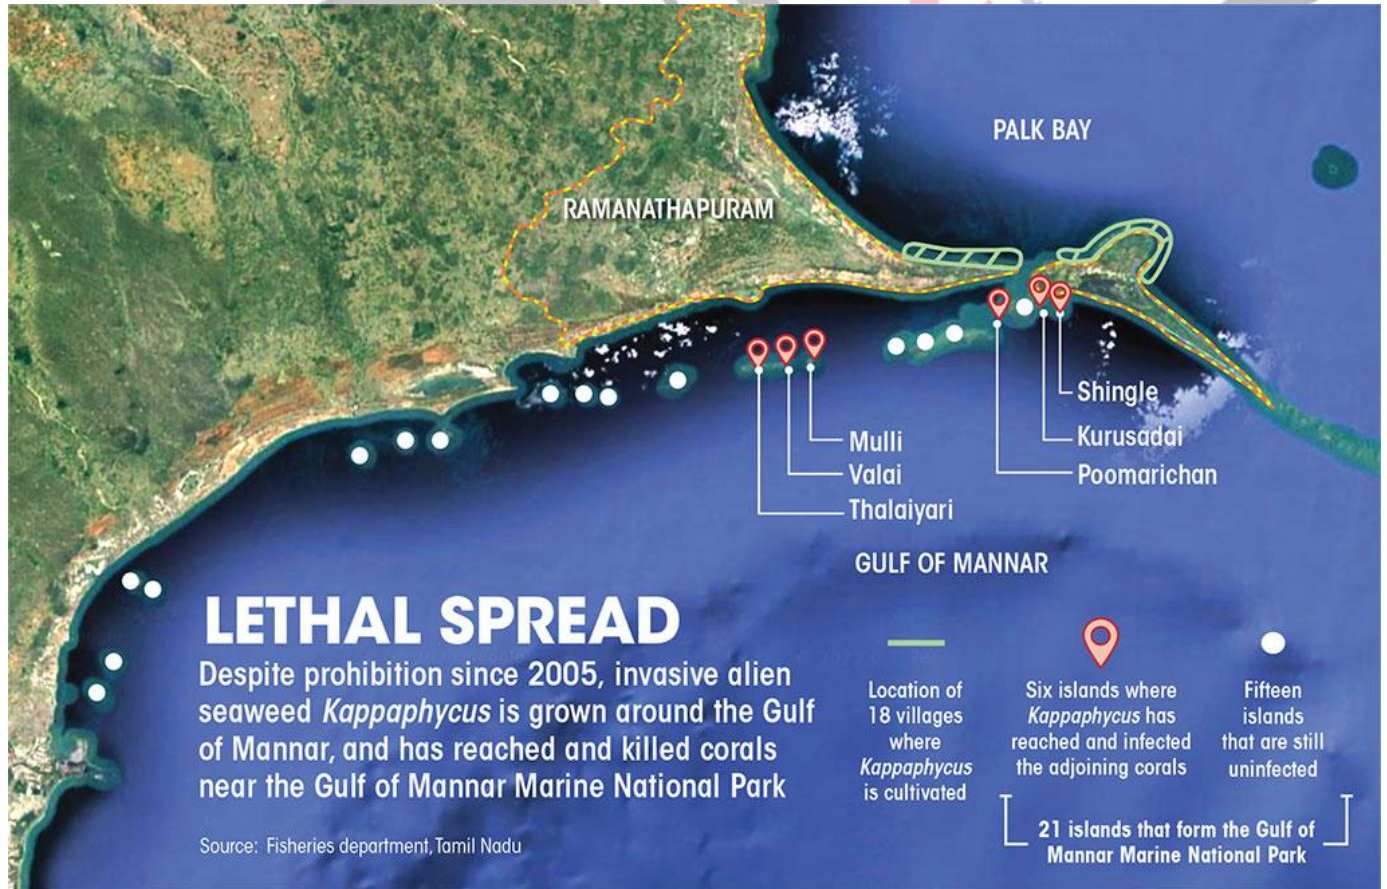 PALK BAY
RAMANATHAPURAM
Shingle
Kurusadai
Poomarichan
Mulli
Valai
Thalaiyari
GULF OF MANNAR
LETHAL SPREAD
Despite prohibition since 2005, invasive alien
seaweed Kappaphycus is grown around the Gulf
of Mannar, and has reached and killed corals
near the Gulf of Mannar Marine National Park
Source: Fisheries department, Tamil Nadu
Location of
18 villages
where
Kappaphycus
is cultivated
Six islands where
Kappaphycus has
reached and infected
the adjoining corals
Fifteen
islands
that are still
uninfected
21 islands that form the Gulf of
Mannar Marine National Park